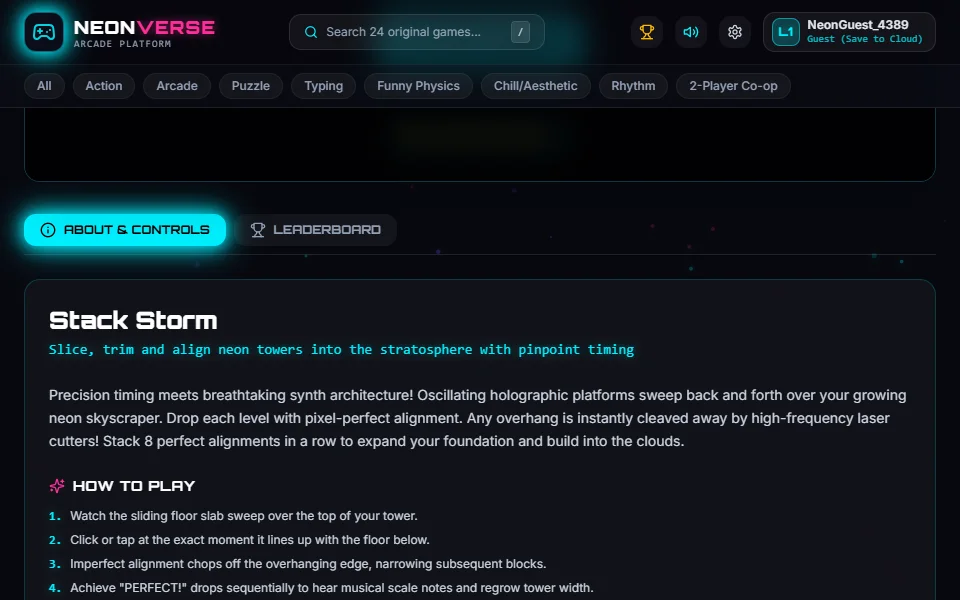 NEONVERSE
ARCADE PLATFORM
Search 24 original games...
/
L1
NeonGuest_4389
Guest (Save to Cloud)
All
Action
Arcade
Puzzle
Typing
Funny Physics
Chill/Aesthetic
Rhythm
2-Player Co-op
ABOUT & CONTROLS
LEADERBOARD
Stack Storm
Slice, trim and align neon towers into the stratosphere with pinpoint timing
Precision timing meets breathtaking synth architecture! Oscillating holographic platforms sweep back and forth over your growing
neon skyscraper. Drop each level with pixel-perfect alignment. Any overhang is instantly cleaved away by high-frequency laser
cutters! Stack 8 perfect alignments in a row to expand your foundation and build into the clouds.
HOW TO PLAY
1. Watch the sliding floor slab sweep over the top of your tower.
2. Click or tap at the exact moment it lines up with the floor below.
3. Imperfect alignment chops off the overhanging edge, narrowing subsequent blocks.
4. Achieve "PERFECT!" drops sequentially to hear musical scale notes and regrow tower width.